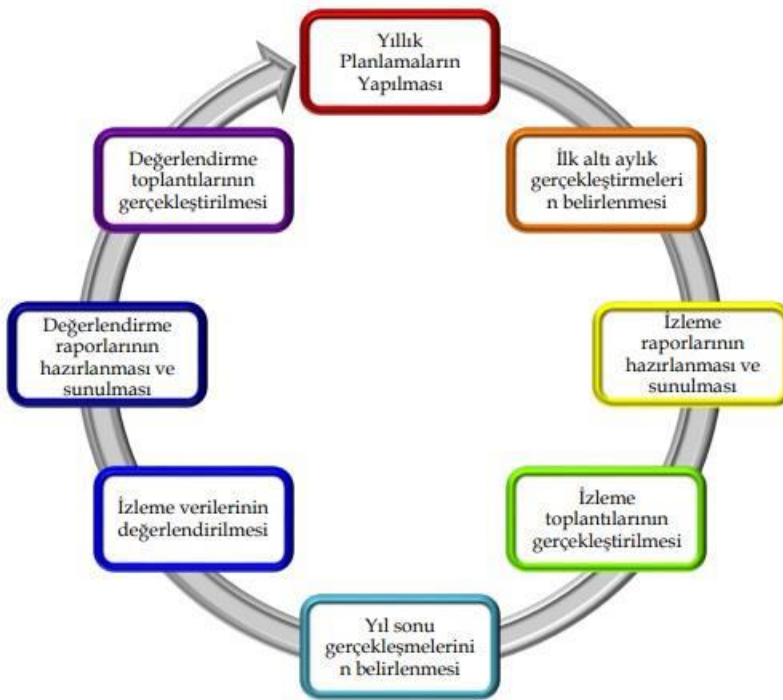 Yıllık
Planlamaların
Yapılması
İlk altı aylık
gerçekleştirmeleri
n belirlenmesi
İzleme
raporlarının
hazırlanması ve
sunulması
İzleme
toplantılarının
gerçekleştirilmesi
Yıl sonu
gerçekleşmelerini
n belirlenmesi
İzleme verilerinin
değerlendirilmesi
Değerlendirme
raporlarının
hazırlanması ve
sunulması
Değerlendirme
toplantılarının
gerçekleştirilmesi